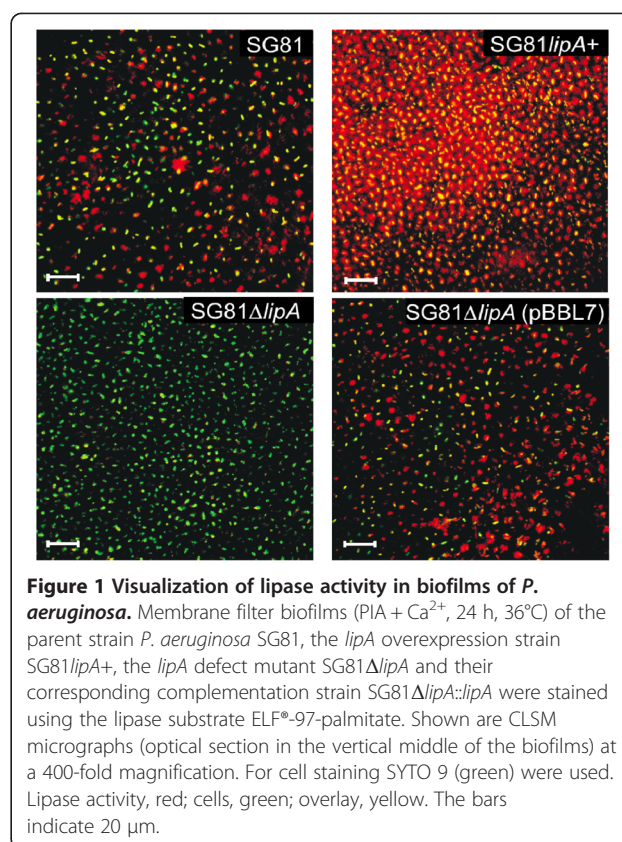 SG81
SG81lipA+
SG81ΔlipA
SG81ΔlipA (pBBL7)
Figure 1 Visualization of lipase activity in biofilms of P.
aeruginosa. Membrane filter biofilms (PIA + Ca²⁺, 24 h, 36°C) of the
parent strain P. aeruginosa SG81, the lipA overexpression strain
SG81lipA+, the lipA defect mutant SG81ΔlipA and their
corresponding complementation strain SG81ΔlipA::lipA were stained
using the lipase substrate ELF®-97-palmitate. Shown are CLSM
micrographs (optical section in the vertical middle of the biofilms) at
a 400-fold magnification. For cell staining SYTO 9 (green) were used.
Lipase activity, red; cells, green; overlay, yellow. The bars
indicate 20 μm.